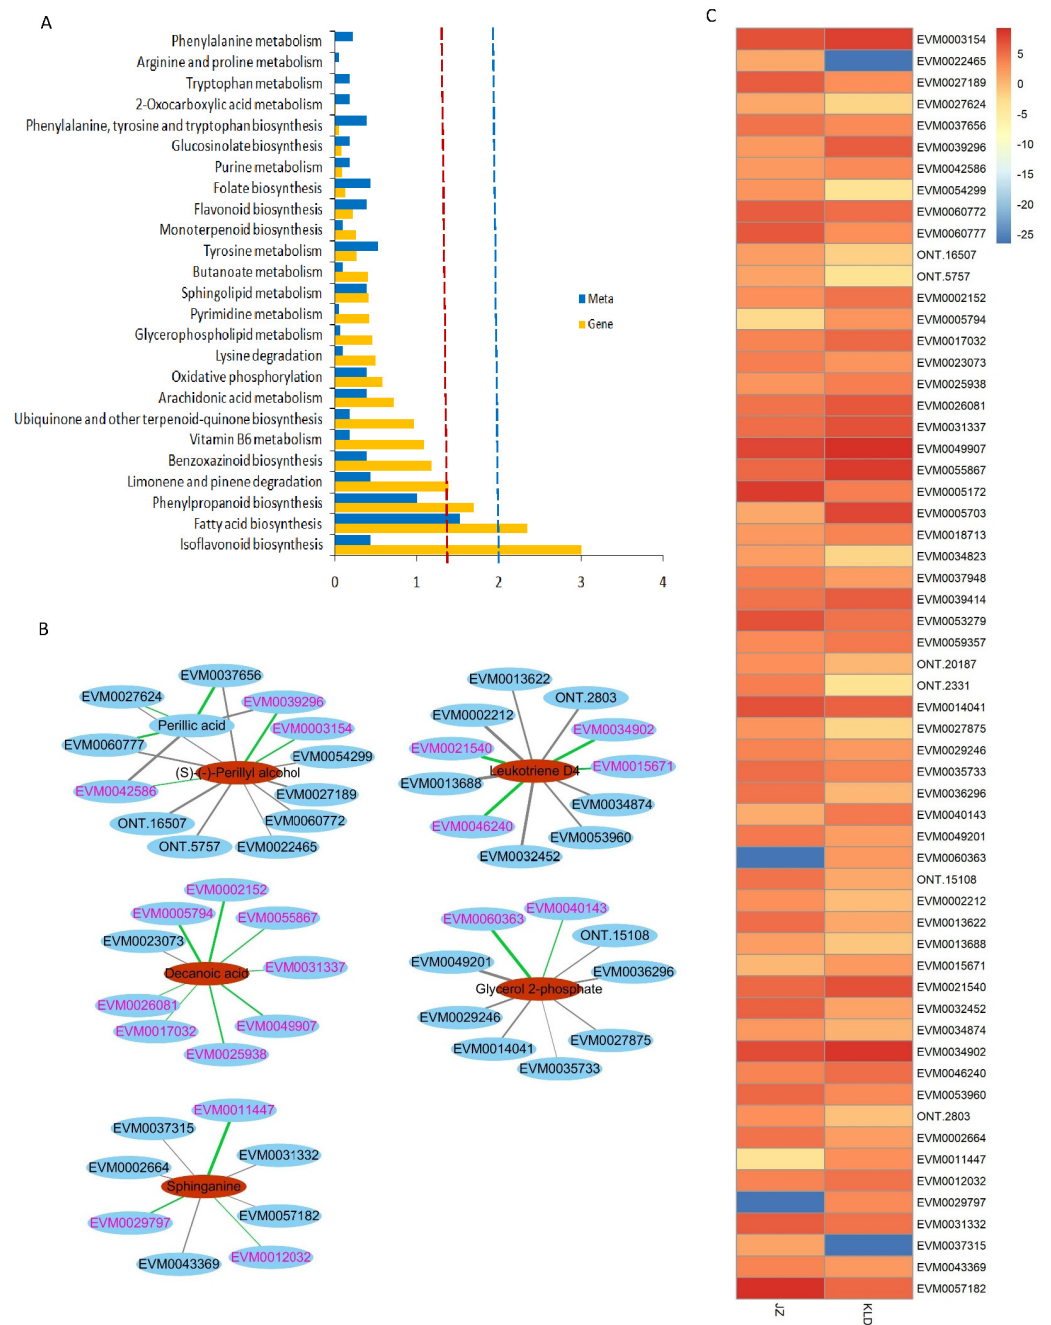 A
Phenylalanine metabolism
Arginine and proline metabolism
Tryptophan metabolism
2-Oxocarboxylic acid metabolism
Phenylalanine, tyrosine and tryptophan biosynthesis
Glucosinolate biosynthesis
Purine metabolism
Folate biosynthesis
Flavonoid biosynthesis
Monoterpenoid biosynthesis
Tyrosine metabolism
Butanoate metabolism
Sphingolipid metabolism
Pyrimidine metabolism
Glycerophospholipid metabolism
Lysine degradation
Oxidative phosphorylation
Arachidonic acid metabolism
Ubiquinone and other terpenoid-quinone biosynthesis
Vitamin B6 metabolism
Benzoxazinoid biosynthesis
Limonene and pinene degradation
Phenylpropanoid biosynthesis
Fatty acid biosynthesis
Isoflavonoid biosynthesis
Meta
Gene
0 1 2 3 4
B
EVM0037656
EVM0027624
EVM0039296
Perillic acid
EVM0003154
EVM0060777
EVM0054299
(S)-(-)-Perillyl alcohol
EVM0042586
EVM0027189
ONT.16507
EVM0060772
ONT.5757
EVM0022465
EVM0013622
ONT.2803
EVM0002212
EVM0034902
EVM0021540
EVM0015671
Leukotriene D4
EVM0013688
EVM0034874
EVM0046240
EVM0053960
EVM0032452
EVM0002152
EVM0005794
EVM0055867
EVM0023073
EVM0031337
Decanoic acid
EVM0026081
EVM0049907
EVM0017032
EVM0025938
EVM0040143
EVM0060363
ONT.15108
EVM0049201
EVM0036296
Glycerol 2-phosphate
EVM0029246
EVM0027875
EVM0014041
EVM0035733
EVM0011447
EVM0037315
EVM0031332
EVM0002664
Sphinganine
EVM0057182
EVM0029797
EVM0043369
EVM0012032
C
EVM0003154
EVM0022465
EVM0027189
EVM0027624
EVM0037656
EVM0039296
EVM0042586
EVM0054299
EVM0060772
EVM0060777
ONT.16507
ONT.5757
EVM0002152
EVM0005794
EVM0017032
EVM0023073
EVM0025938
EVM0026081
EVM0031337
EVM0049907
EVM0055867
EVM0005172
EVM0005703
EVM0018713
EVM0034823
EVM0037948
EVM0039414
EVM0053279
EVM0059357
ONT.20187
ONT.2331
EVM0014041
EVM0027875
EVM0029246
EVM0035733
EVM0036296
EVM0040143
EVM0049201
EVM0060363
ONT.15108
EVM0002212
EVM0013622
EVM0013688
EVM0015671
EVM0021540
EVM0032452
EVM0034874
EVM0034902
EVM0046240
EVM0053960
ONT.2803
EVM0002664
EVM0011447
EVM0012032
EVM0029797
EVM0031332
EVM0037315
EVM0043369
EVM0057182
JZ
KLD
5
0
-5
-10
-15
-20
-25